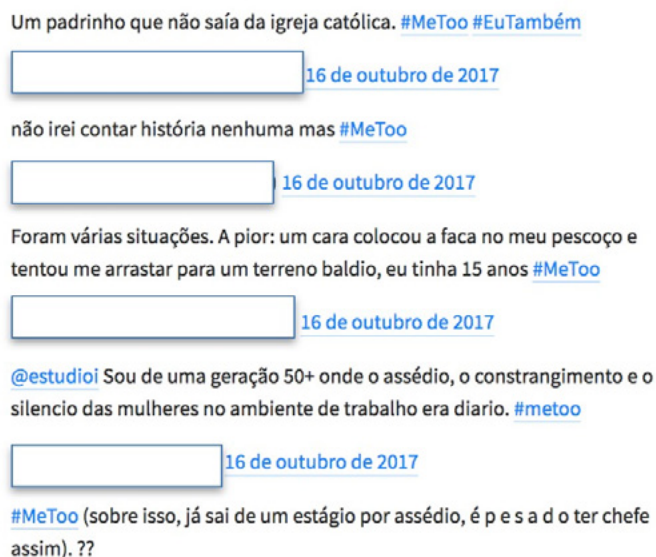 Um padrinho que não saía da igreja católica. #MeToo #EuTambém
16 de outubro de 2017
não irei contar história nenhuma mas #MeToo
) 16 de outubro de 2017
Foram várias situações. A pior: um cara colocou a faca no meu pescoço e
tentou me arrastar para um terreno baldio, eu tinha 15 anos #MeToo
16 de outubro de 2017
@estudioi Sou de uma geração 50+ onde o assédio, o constrangimento e o
silencio das mulheres no ambiente de trabalho era diario. #metoo
16 de outubro de 2017
#MeToo (sobre isso, já sai de um estágio por assédio, é p e s a d o ter chefe
assim). ??